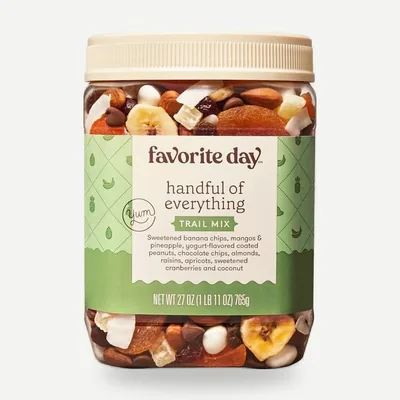 favorite day™
handful of
everything
TRAIL MIX
yum
Sweetened banana chips, mangos &
pineapple, yogurt-flavored coated
peanuts, chocolate chips, almonds,
raisins, apricots, sweetened
cranberries and coconut
NET WT 27 OZ (1 LB 11 OZ) 765g